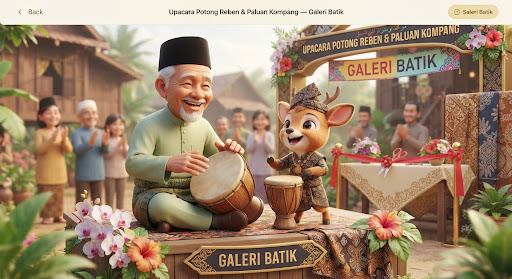 Back
Upacara Potong Reben & Paluan Kompang — Galeri Batik
Galeri Batik
UPACARA POTONG REBEN & PALUAN KOMPANG
GALERI BATIK
GALERI BATIK